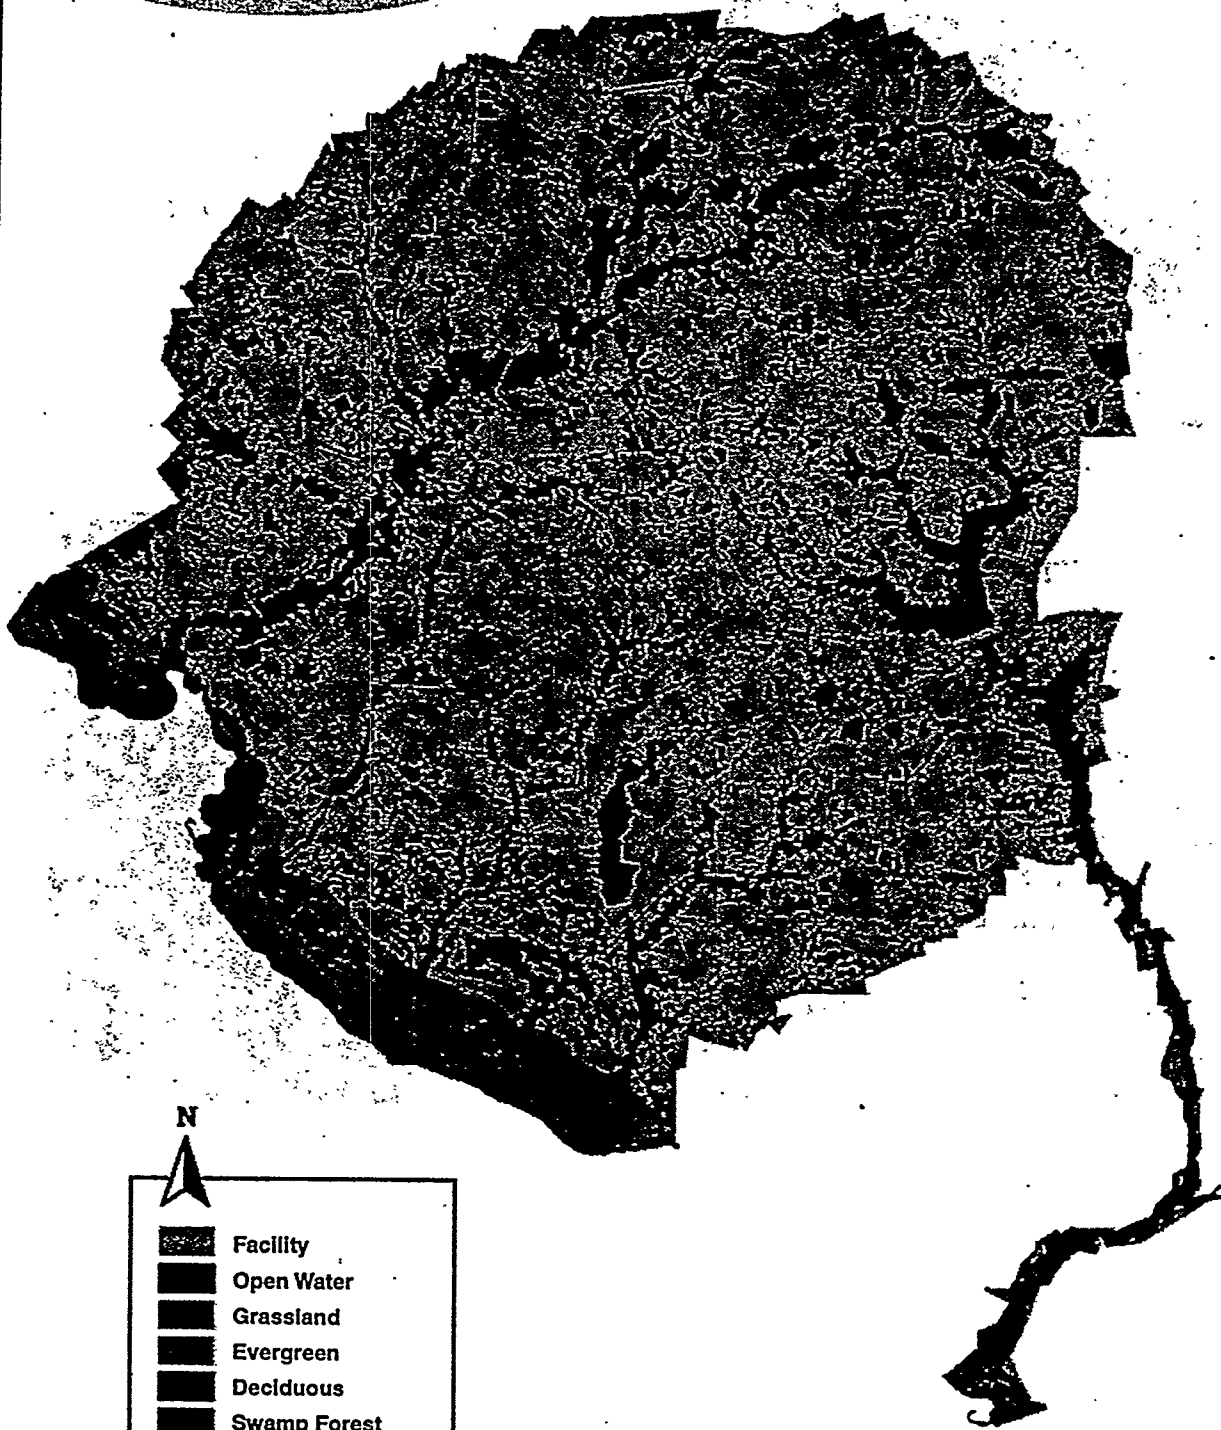 N
Facility
Open Water
Grassland
Evergreen
Deciduous
Swamp Forest